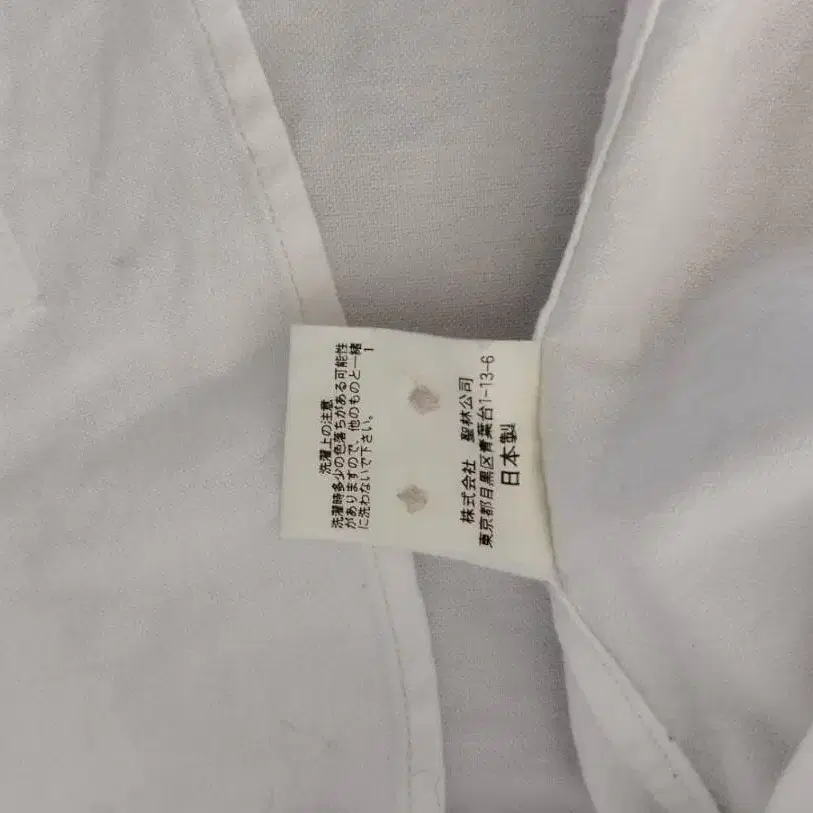 株式会社　聖林公司
東京都目黒区青葉台1-13-6
日本製
洗濯上の注意
洗濯時多少の色落ちがある可能性
がありますので、他のものと一緒
に洗わないで下さい。
1